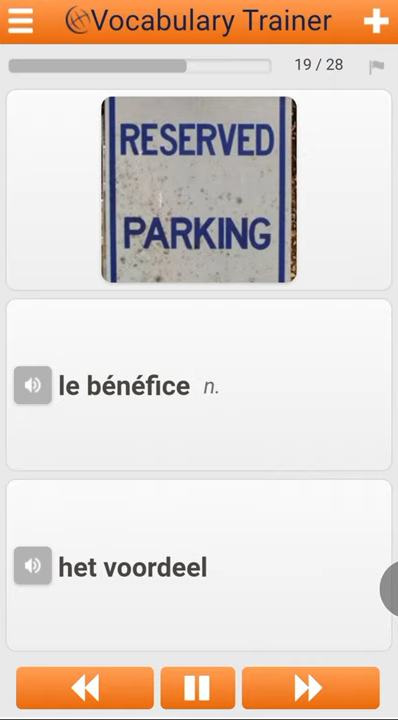 Vocabulary Trainer
19 / 28
RESERVED
PARKING
le bénéfice n.
het voordeel